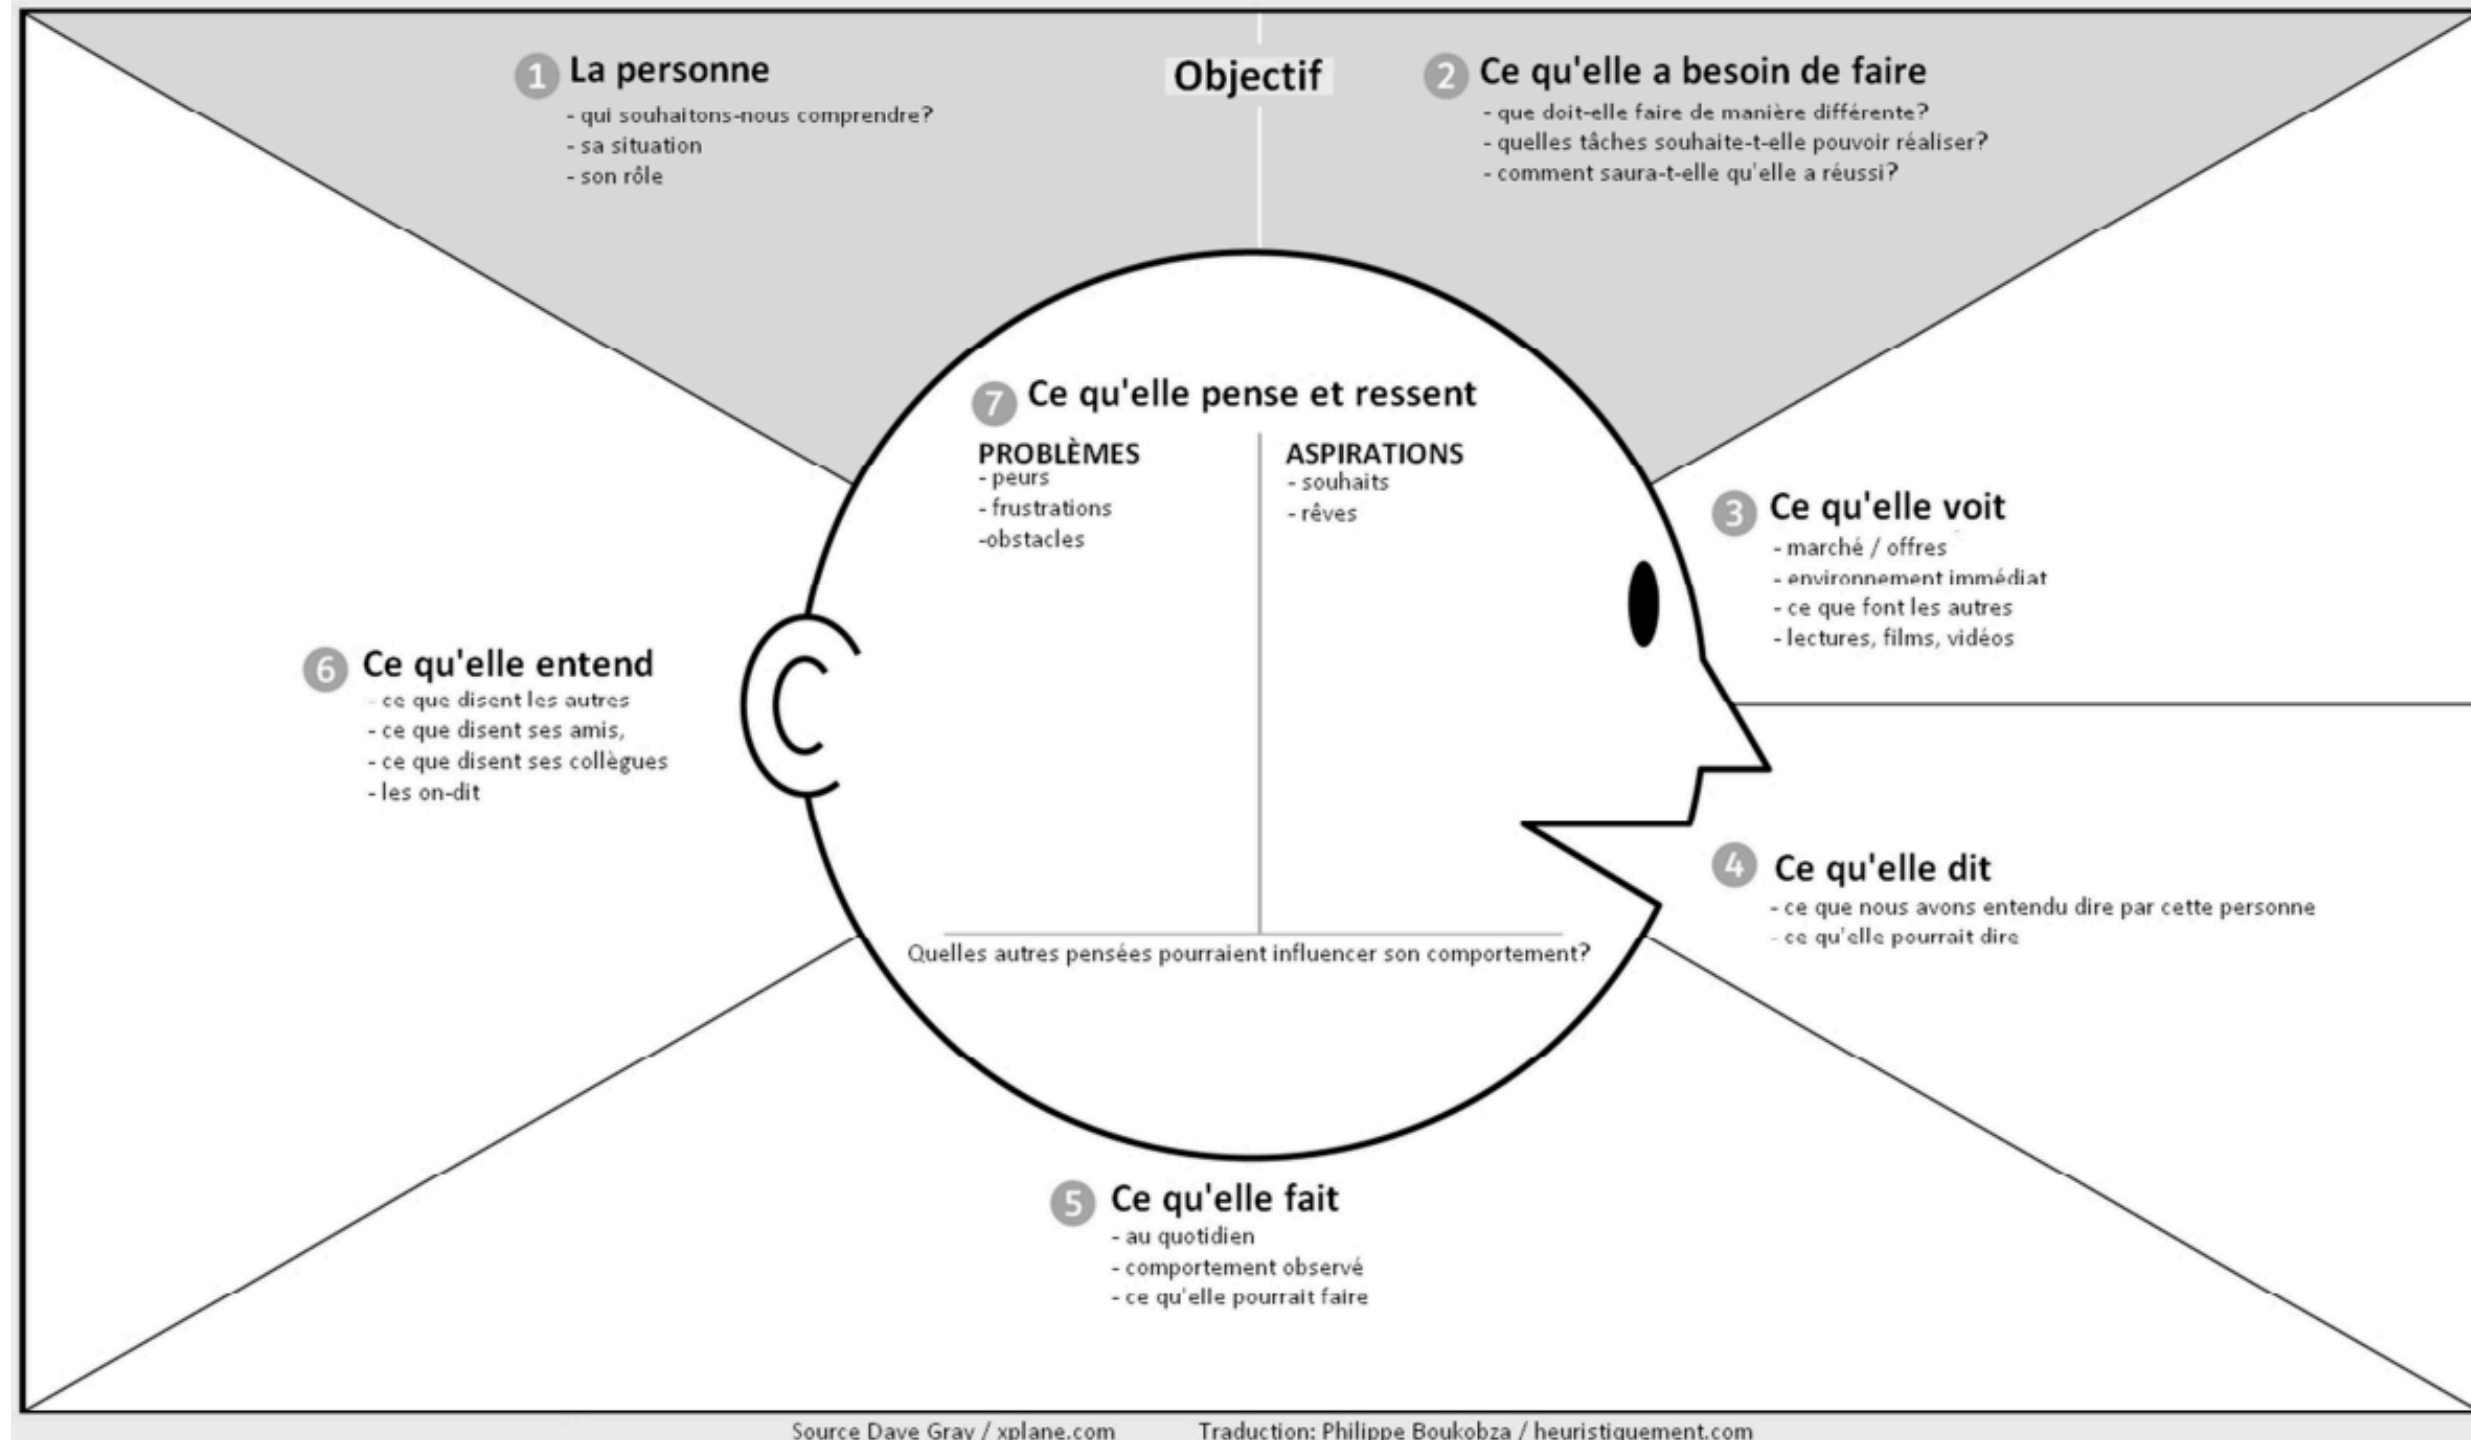 1 La personne
- qui souhaitons-nous comprendre?
- sa situation
- son rôle
Objectif
2 Ce qu'elle a besoin de faire
- que doit-elle faire de manière différente?
- quelles tâches souhaite-t-elle pouvoir réaliser?
- comment saura-t-elle qu'elle a réussi?
3 Ce qu'elle voit
- marché / offres
- environnement immédiat
- ce que font les autres
- lectures, films, vidéos
4 Ce qu'elle dit
- ce que nous avons entendu dire par cette personne
- ce qu'elle pourrait dire
5 Ce qu'elle fait
- au quotidien
- comportement observé
- ce qu'elle pourrait faire
6 Ce qu'elle entend
- ce que disent les autres
- ce que disent ses amis,
- ce que disent ses collègues
- les on-dit
7 Ce qu'elle pense et ressent
PROBLÈMES
- peurs
- frustrations
-obstacles
ASPIRATIONS
- souhaits
- rêves
Quelles autres pensées pourraient influencer son comportement?
Source Dave Gray / xplane.com
Traduction: Philippe Boukobza / heuristiquement.com